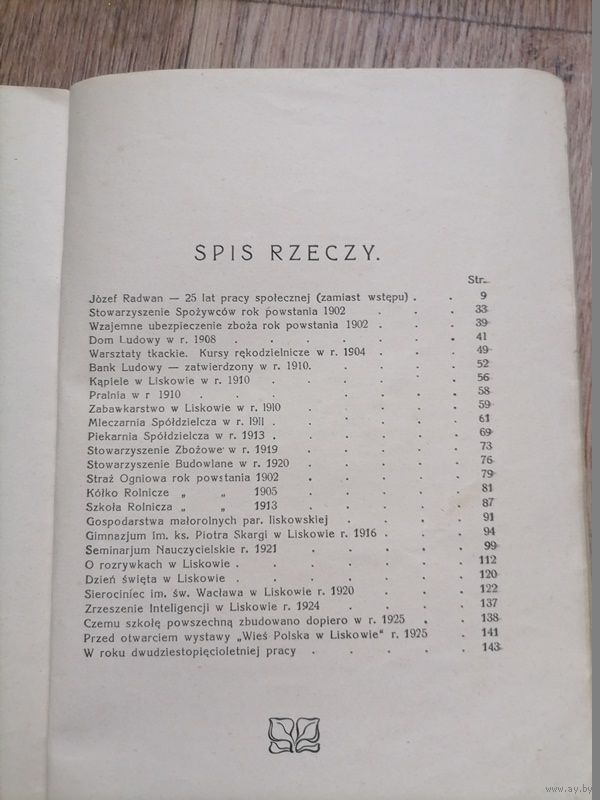 SPIS RZECZY.
Str.
Józef Radwan — 25 lat pracy społecznej (zamiast wstępu) . . 9
Stowarzyszenie Spożywców rok powstania 1902 . . . 33
Wzajemne ubezpieczenie zboża rok powstania 1902 . . . 39
Dom Ludowy w r. 1908 . . . . . . 41
Warsztaty tkackie. Kursy rękodzielnicze w r. 1904 . . . 49
Bank Ludowy — zatwierdzony w r. 1910. . . . 52
Kąpiele w Liskowie w r. 1910 . . . . . 56
Pralnia w r 1910 . . . . . . 58
Zabawkarstwo w Liskowie w r. 1910 . . . . 59
Mleczarnia Spółdzielcza w r. 1911 . . . . . 61
Piekarnia Spółdzielcza w r. 1913 . . . . . 69
Stowarzyszenie Zbożowe w r. 1919 . . . . 73
Stowarzyszenie Budowlane w r. 1920 . . . . 76
Straż Ogniowa rok powstania 1902 . . . . 79
Kółko Rolnicze „ „ 1905 . . . . 81
Szkoła Rolnicza „ „ 1913 . . . . 87
Gospodarstwa małorolnych par. liskowskiej . . . 91
Gimnazjum im. ks. Piotra Skargi w Liskowie r. 1916 . . . 94
Seminarjum Nauczycielskie r. 1921 . . . . 99
O rozrywkach w Liskowie . . . . . 112
Dzień święta w Liskowie . . . . . 120
Sierociniec im. św. Wacława w Liskowie r. 1920 . . . 122
Zrzeszenie Inteligencji w Liskowie r. 1924 . . . 137
Czemu szkołę powszechną zbudowano dopiero w r. 1925 . . 138
Przed otwarciem wystawy „Wieś Polska w Liskowie" r. 1925 . 141
W roku dwudziestopięcioletniej pracy . . . . 143
www.ay.by